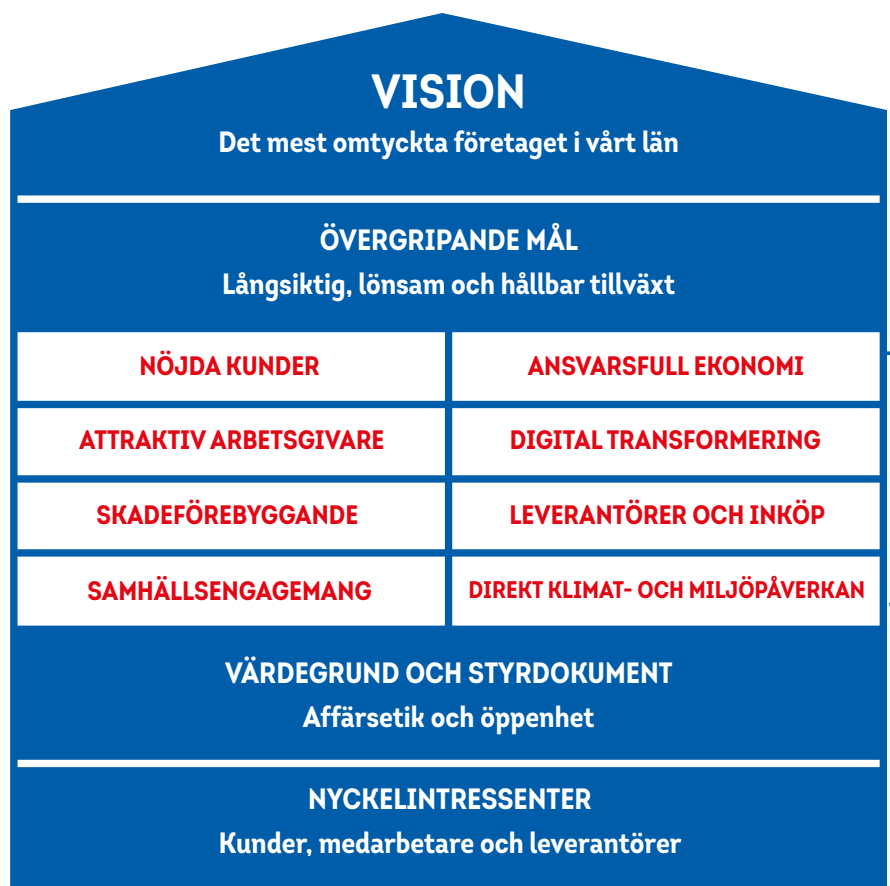 VISION
Det mest omtyckta företaget i vårt län
ÖVERGRIPANDE MÅL
Långsiktig, lönsam och hållbar tillväxt
NÖJDA KUNDER
ANSVARSFULL EKONOMI
ATTRAKTIV ARBETSGIVARE
DIGITAL TRANSFORMERING
SKADEFÖREBYGGANDE
LEVERANTÖRER OCH INKÖP
SAMHÄLLSENGAGEMANG
DIREKT KLIMAT- OCH MILJÖPÅVERKAN
VÄRDEGRUND OCH STYRDOKUMENT
Affärsetik och öppenhet
NYCKELINTRESSENTER
Kunder, medarbetare och leverantörer